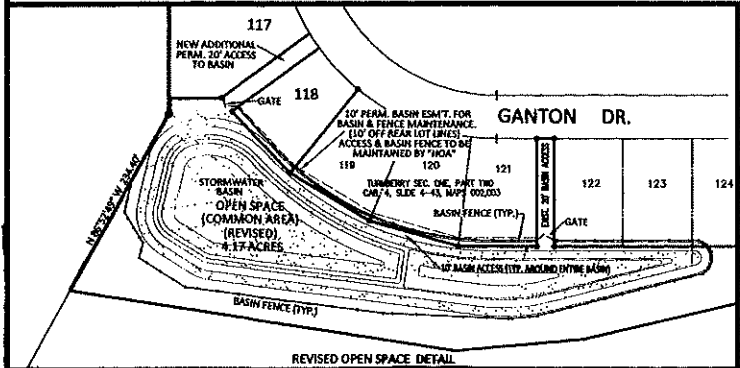 117
NEW ADDITIONAL
PERM. 20' ACCESS
TO BASIN
GATE
118
10' PERM. BASIN ESM'T. FOR
BASIN & FENCE MAINTENANCE.
(10' OFF REAR LOT LINES)
ACCESS & BASIN FENCE TO BE
MAINTAINED BY "HOA"
GANTON DR.
119
120
121
TURNBERRY SEC. ONE, PART TWO
CAB. 4, SLIDE 4-43, MAPS 002,003
EXIST. 20' BASIN ACCESS
122
123
124
BASIN FENCE (TYP.)
GATE
STORMWATER
BASIN
OPEN SPACE
(COMMON AREA)
(REVISED)
4.17 ACRES
10' BASIN ACCESS (TYP. AROUND ENTIRE BASIN)
BASIN FENCE (TYP.)
REVISED OPEN SPACE DETAIL